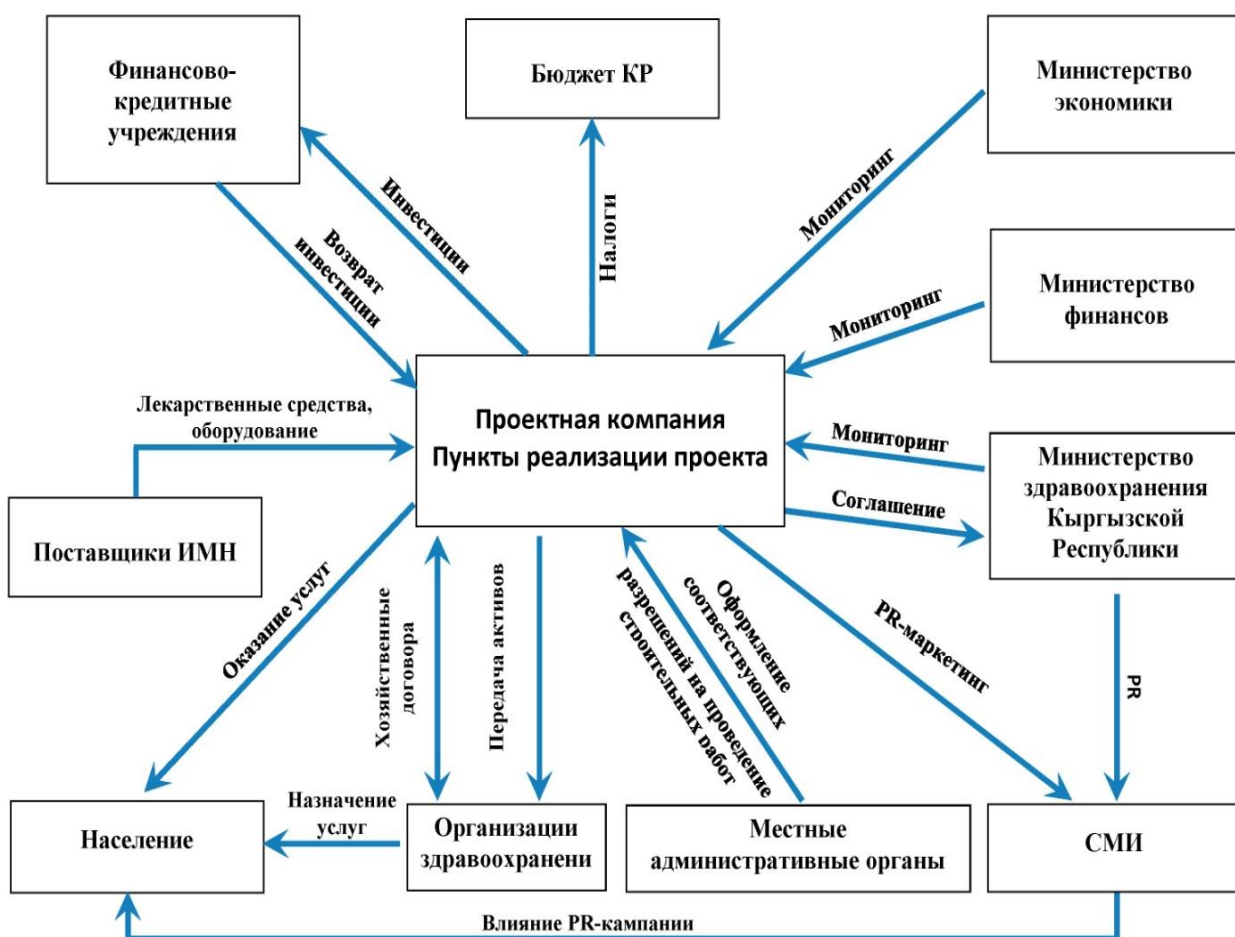 Финансово-
кредитные
учреждения
Бюджет КР
Министерство
экономики
Инвестиции
Возврат
инвестиции
Налоги
Мониторинг
Министерство
финансов
Мониторинг
Лекарственные средства,
оборудование
Проектная компания
Пункты реализации проекта
Мониторинг
Соглашение
Министерство
здравоохранения
Кыргызской
Республики
Поставщики ИМН
Оказание услуг
Хозяйственные
договора
Передача активов
Оформление
соответствующих
разрешений на проведение
строительных работ
PR-маркетинг
PR
Население
Назначение
услуг
Организации
здравоохранени
Местные
административные органы
СМИ
Влияние PR-кампании